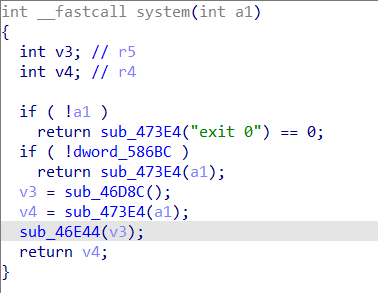 int __fastcall system(int a1)
{
  int v3; // r5
  int v4; // r4

  if ( !a1 )
    return sub_473E4("exit 0") == 0;
  if ( !dword_586BC )
    return sub_473E4(a1);
  v3 = sub_46D8C();
  v4 = sub_473E4(a1);
  sub_46E44(v3);
  return v4;
}